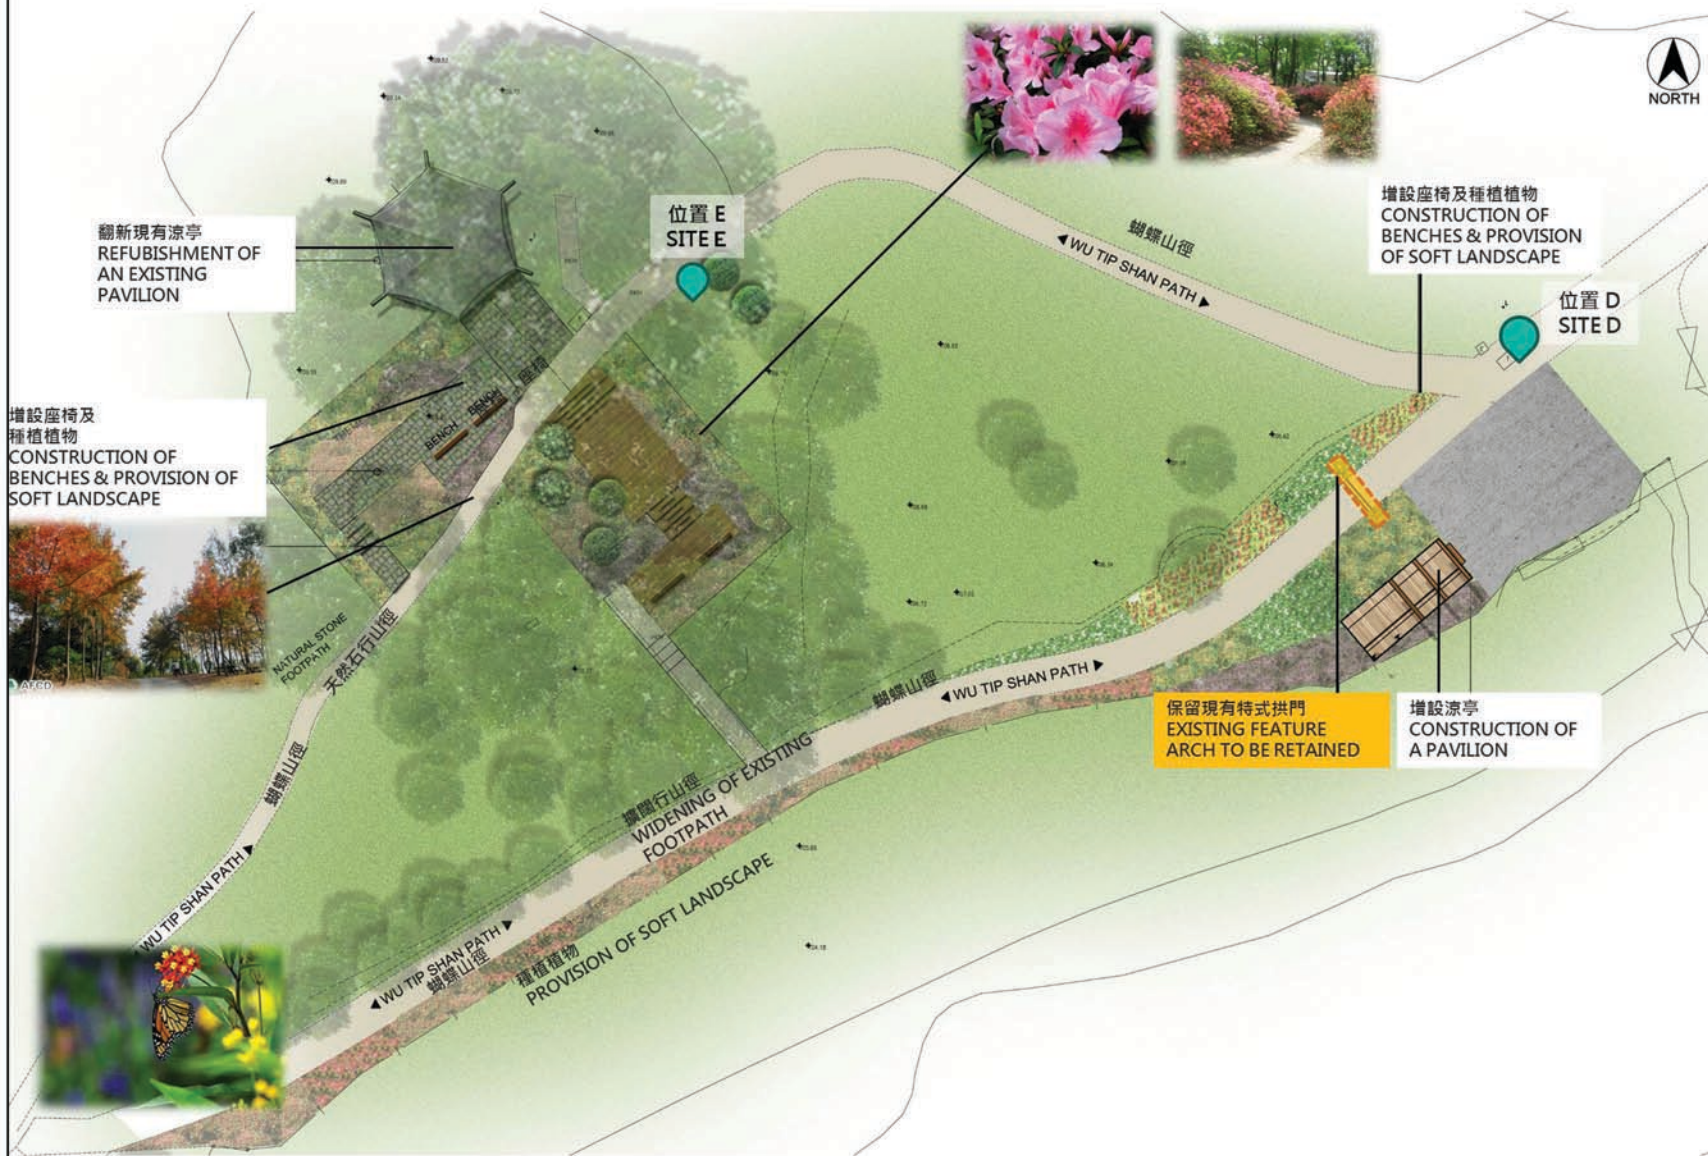 NORTH
位置 E
SITE E
翻新現有涼亭
REFUBISHMENT OF
AN EXISTING
PAVILION
增設座椅及種植植物
CONSTRUCTION OF
BENCHES & PROVISION
OF SOFT LANDSCAPE
蝴蝶山徑
WU TIP SHAN PATH
位置 D
SITE D
座椅
BENCH
BENCH
增設座椅及
種植植物
CONSTRUCTION OF
BENCHES & PROVISION OF
SOFT LANDSCAPE
AFCD
NATURAL STONE
FOOTPATH
天然石行山徑
蝴蝶山徑
WU TIP SHAN PATH
保留現有特式拱門
EXISTING FEATURE
ARCH TO BE RETAINED
增設涼亭
CONSTRUCTION OF
A PAVILION
蝴蝶山徑
WU TIP SHAN PATH
擴闊行山徑
WIDENING OF EXISTING
FOOTPATH
蝴蝶山徑
WU TIP SHAN PATH
種植植物
PROVISION OF SOFT LANDSCAPE